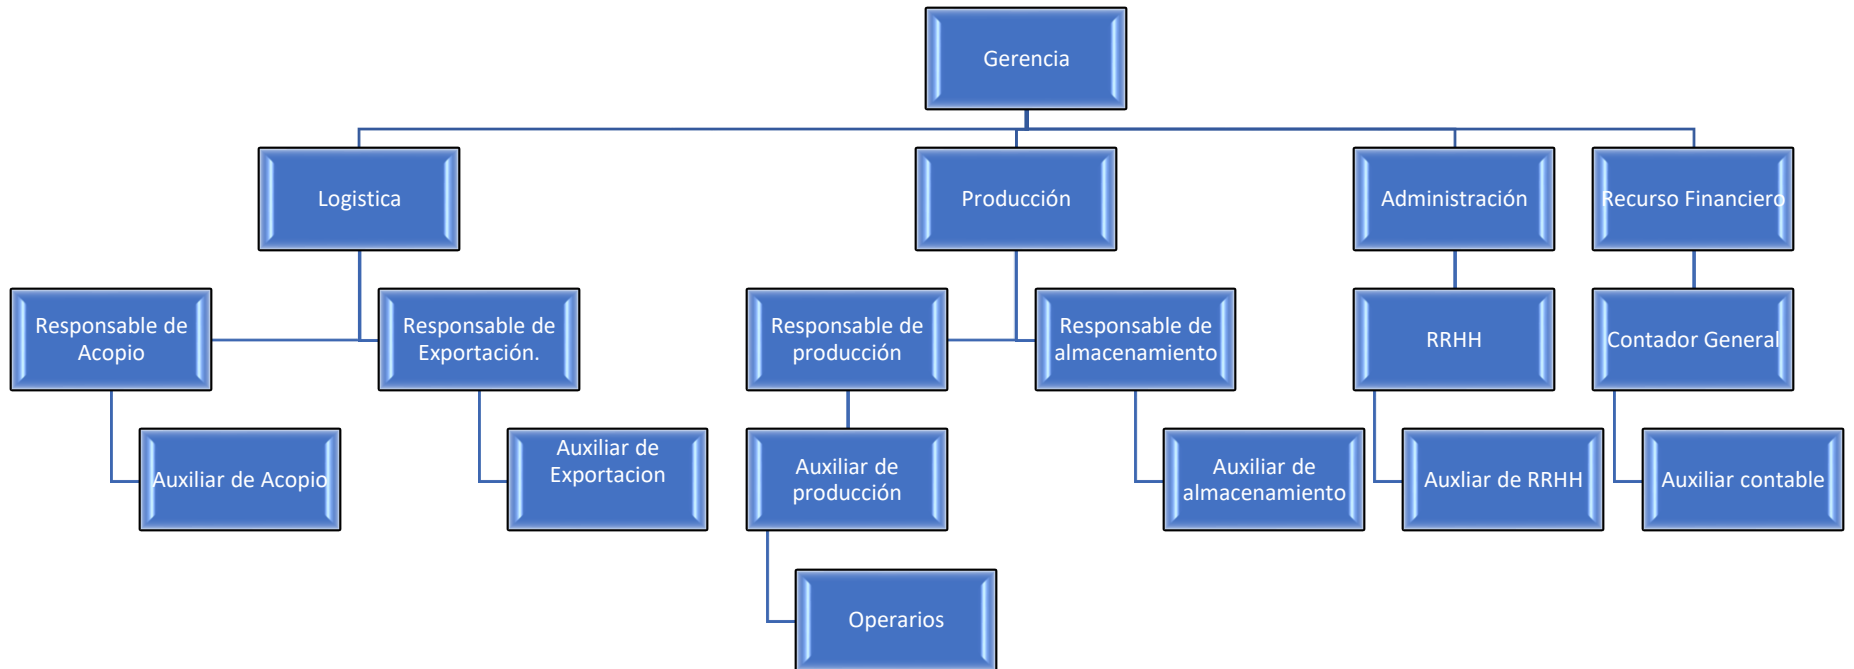 Gerencia
Logistica
Producción
Administración
Recurso Financiero
Responsable de
Acopio
Responsable de
Exportación.
Responsable de
producción
Responsable de
almacenamiento
RRHH
Contador General
Auxiliar de Acopio
Auxiliar de
Exportacion
Auxiliar de
producción
Auxiliar de
almacenamiento
Auxliar de RRHH
Auxiliar contable
Operarios